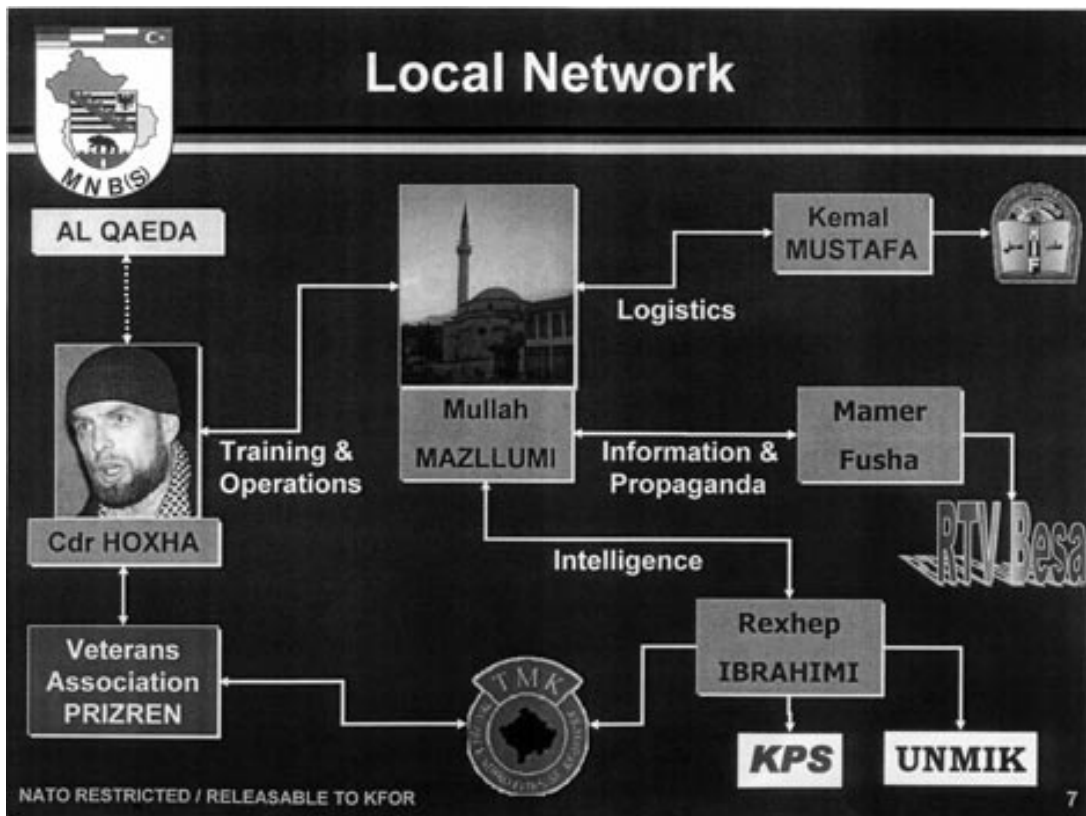 Local Network
MNB(S)
AL QAEDA
Kemal
MUSTAFA
Logistics
Mullah
MAZLLUMI
Training &
Operations
Information &
Propaganda
Mamer
Fusha
RTV Besa
Cdr HOXHA
Intelligence
Veterans
Association
PRIZREN
Rexhep
IBRAHIMI
TMK
KPS
UNMIK
NATO RESTRICTED / RELEASABLE TO KFOR
7